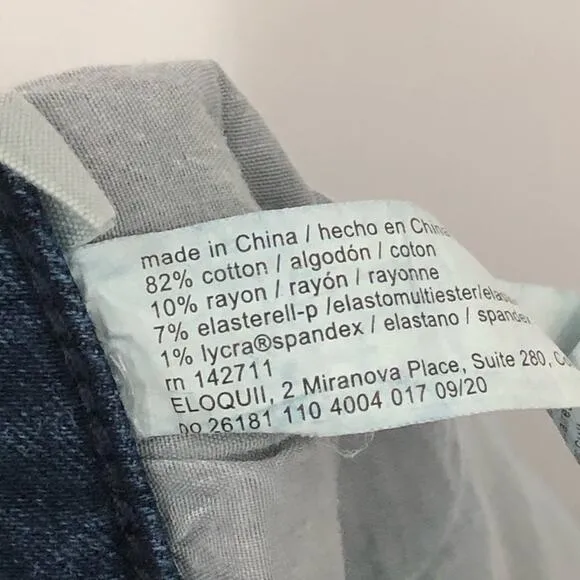 made in China / hecho en China
82% cotton / algodón / coton
10% rayon / rayón / rayonne
7% elasterell-p /elastomultiester/
1% lycra®spandex / elastano /
rn 142711
ELOQUII, 2 Miranova Place, Suite 280,
po 26181 110 4004 017 09/20